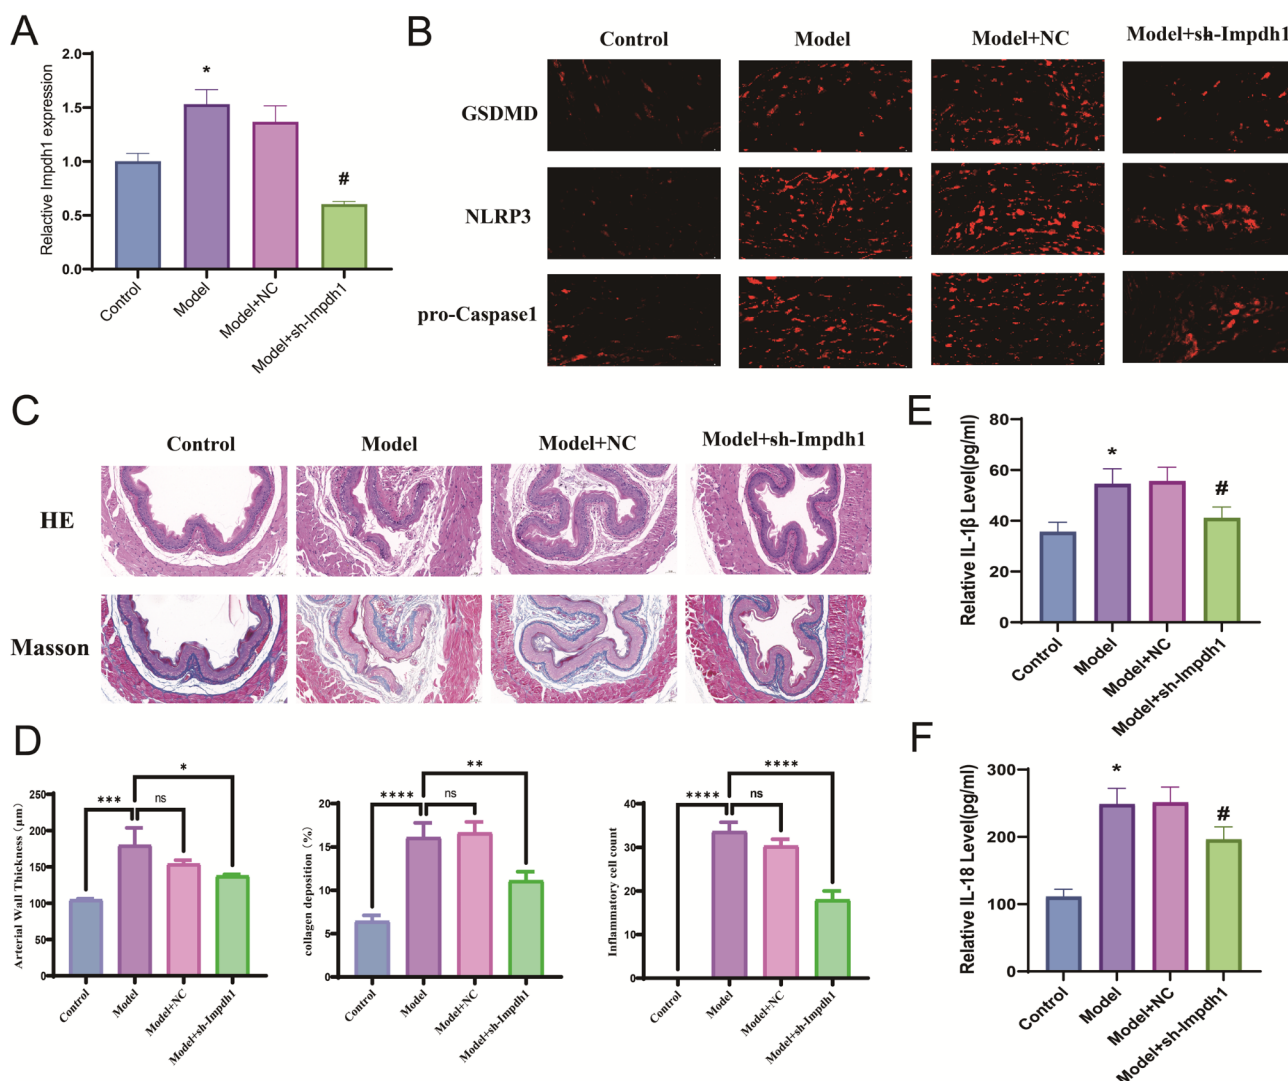 A
Relactive Impdh1 expression
2.0
1.5
1.0
0.5
0.0
*
#
Control
Model
Model+NC
Model+sh-Impdh1
B
Control
Model
Model+NC
Model+sh-Impdh1
GSDMD
NLRP3
pro-Caspase1
C
Control
Model
Model+NC
Model+sh-Impdh1
HE
Masson
D
Arterial Wall Thickness (μm)
250
200
150
100
50
0
***
ns
*
Control
Model
Model+NC
Model+sh-Impdh1
collagen deposition (%)
20
15
10
5
0
****
ns
**
Control
Model
Model+NC
Model+sh-Impdh1
Inflammatory cell count
40
30
20
10
0
****
ns
****
Control
Model
Model+NC
Model+sh-Impdh1
E
Relative IL-1β Level(pg/ml)
80
60
40
20
0
*
#
Control
Model
Model+NC
Model+sh-Impdh1
F
Relative IL-18 Level(pg/ml)
300
200
100
0
*
#
Control
Model
Model+NC
Model+sh-Impdh1